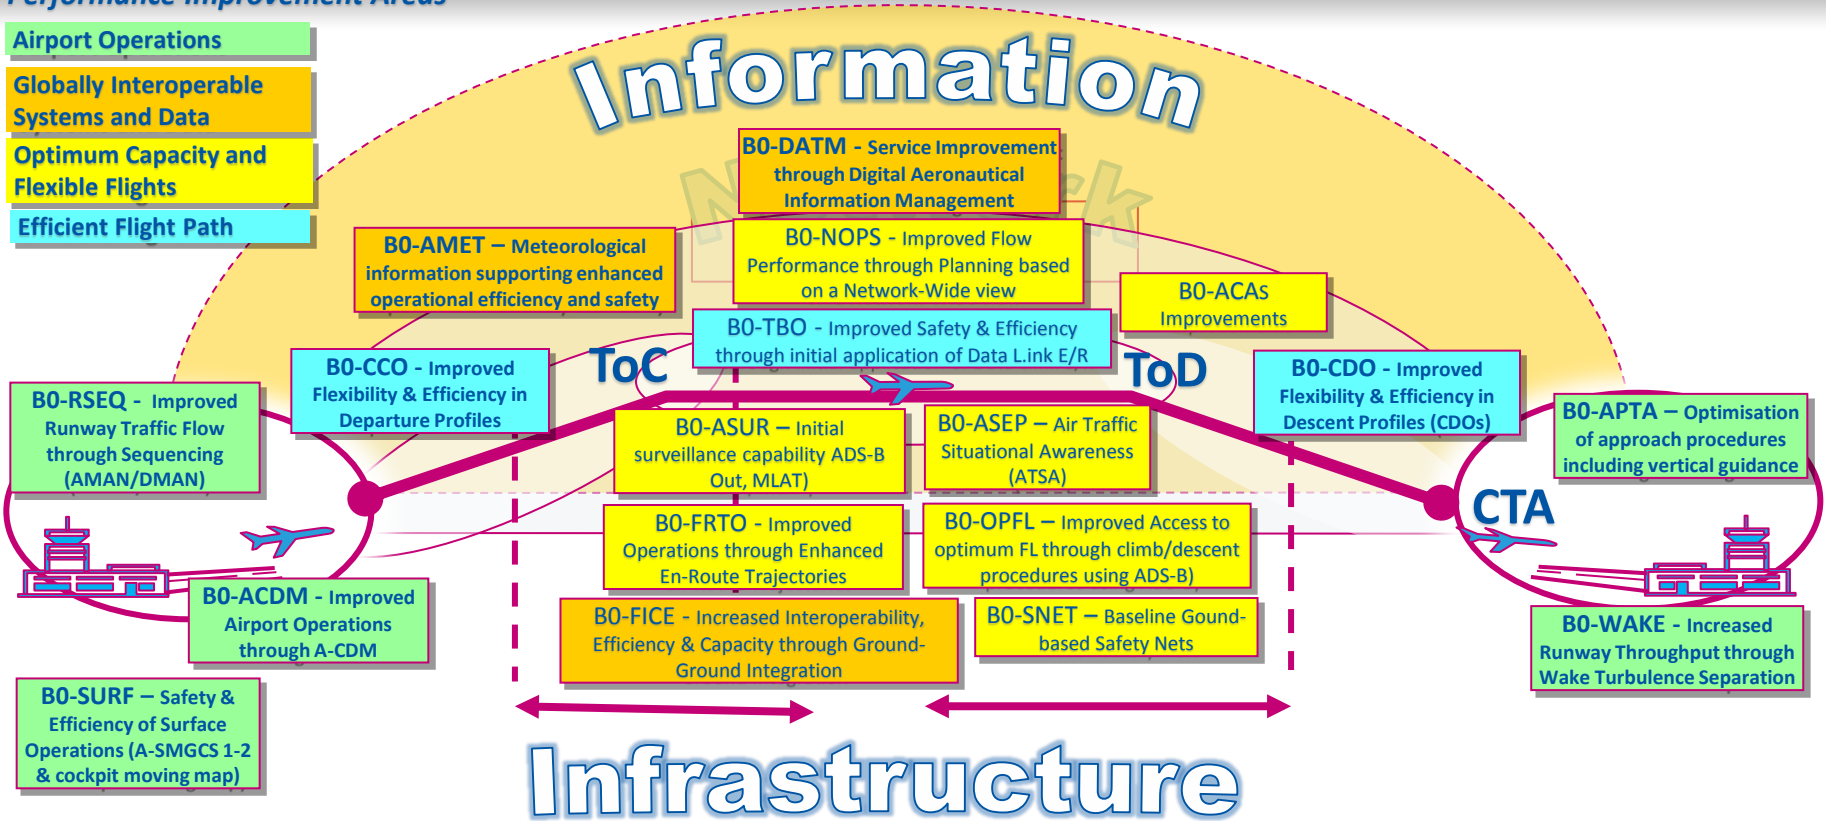 Performance Improvement Areas
Airport Operations
Globally Interoperable
Systems and Data
Optimum Capacity and
Flexible Flights
Efficient Flight Path
Information
Network
B0-DATM - Service Improvement
through Digital Aeronautical
Information Management
B0-AMET – Meteorological
information supporting enhanced
operational efficiency and safety
B0-NOPS - Improved Flow
Performance through Planning based
on a Network-Wide view
B0-ACAs
Improvements
B0-TBO - Improved Safety & Efficiency
through initial application of Data L.ink E/R
ToC
ToD
B0-CCO - Improved
Flexibility & Efficiency in
Departure Profiles
B0-CDO - Improved
Flexibility & Efficiency in
Descent Profiles (CDOs)
B0-RSEQ - Improved
Runway Traffic Flow
through Sequencing
(AMAN/DMAN)
B0-ASUR - Initial
surveillance capability ADS-B
Out, MLAT)
B0-ASEP – Air Traffic
Situational Awareness
(ATSA)
B0-APTA – Optimisation
of approach procedures
including vertical guidance
CTA
B0-FRTO - Improved
Operations through Enhanced
En-Route Trajectories
B0-OPFL – Improved Access to
optimum FL through climb/descent
procedures using ADS-B)
B0-ACDM - Improved
Airport Operations
through A-CDM
B0-FICE - Increased Interoperability,
Efficiency & Capacity through Ground-
Ground Integration
B0-SNET – Baseline Gound-
based Safety Nets
B0-WAKE - Increased
Runway Throughput through
Wake Turbulence Separation
B0-SURF – Safety &
Efficiency of Surface
Operations (A-SMGCS 1-2
& cockpit moving map)
Infrastructure